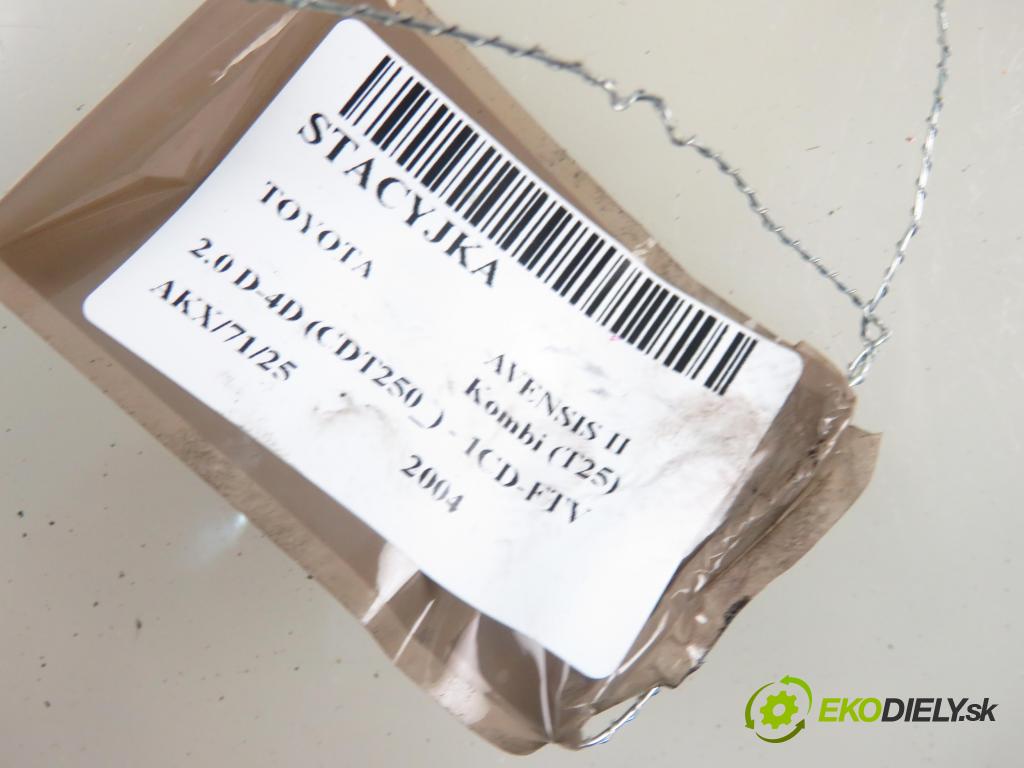 STACYJKA
TOYOTA
AVENSIS II
Kombi (T25)
2.0 D-4D (CDT250_) - 1CD-FTV
AKX/71/25
2004
EKODIELY.sk